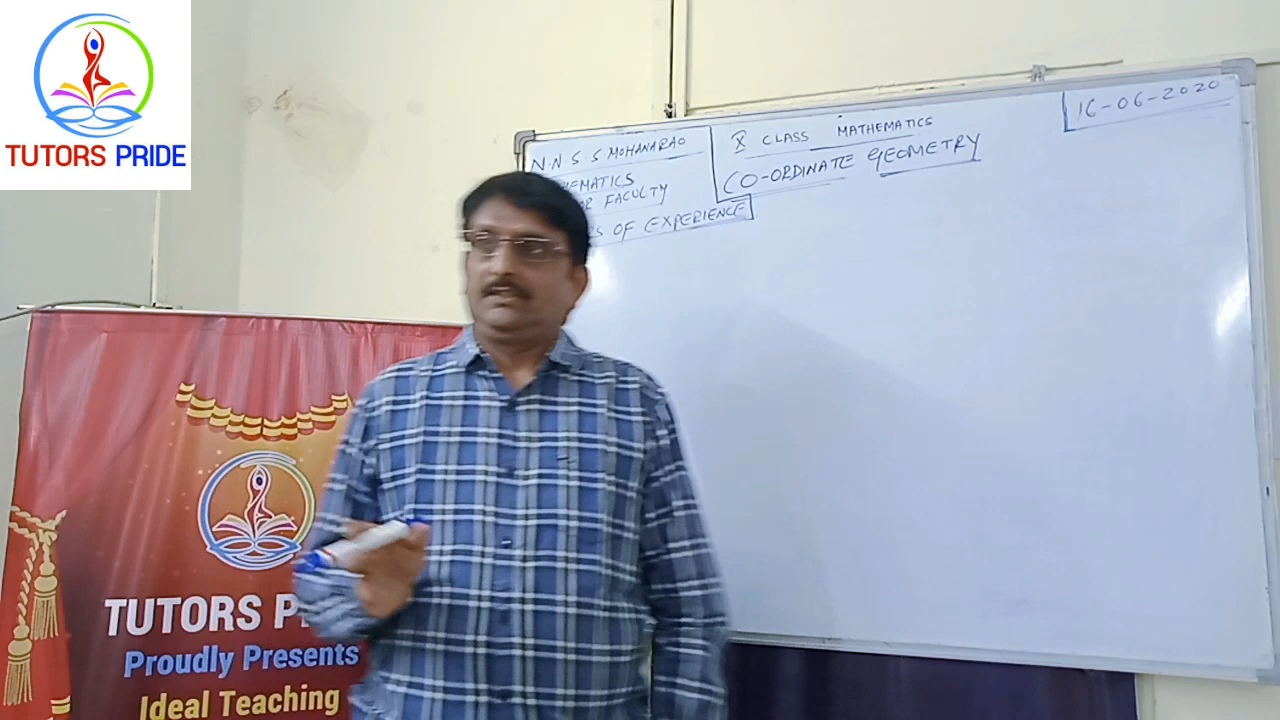 TUTORS PRIDE
N.N S S MOHANARAO
FACULTY
OF EXPERIENCE
X CLASS MATHEMATICS
CO-ORDINATE GEOMETRY
16-06-2020
TUTORS
Proudly Presents
Ideal Teaching